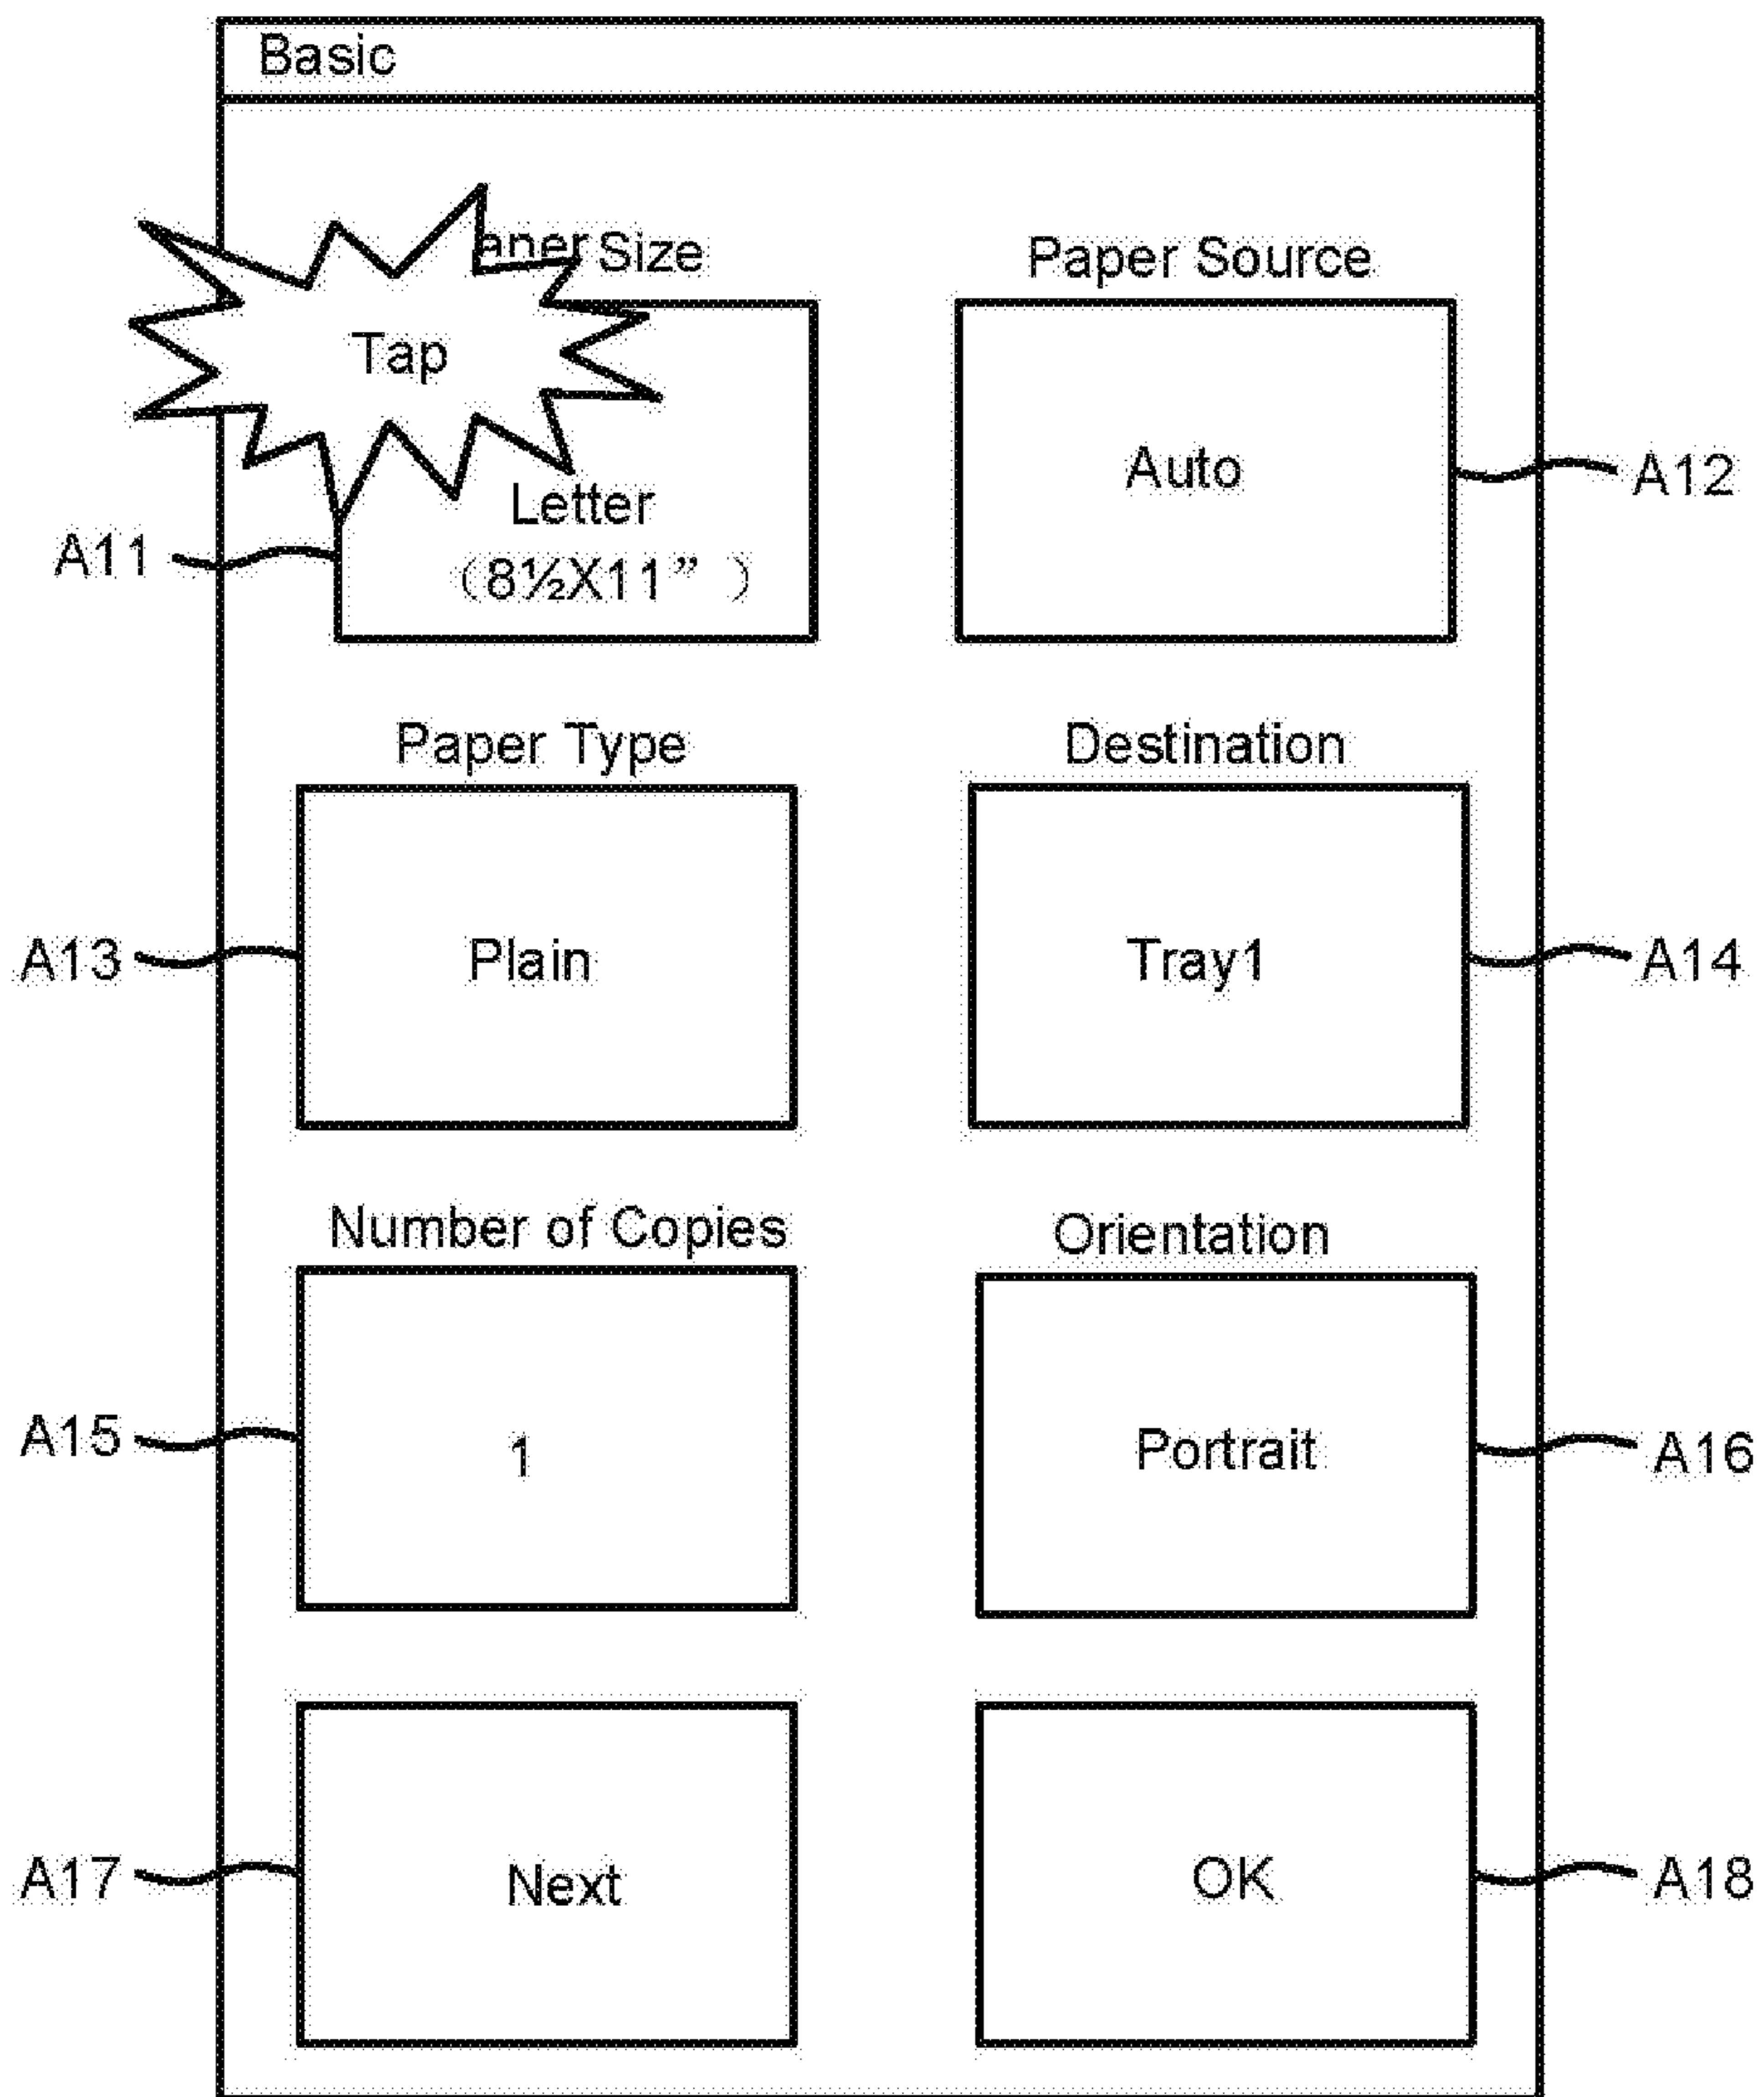 Basic
Size
Paper Source
Tap
Auto
A12
Letter
A11
(8½X11” )
Paper Type
Destination
A13
Plain
Tray1
A14
Number of Copies
Orientation
A15
1
Portrait
A16
A17
Next
OK
A18